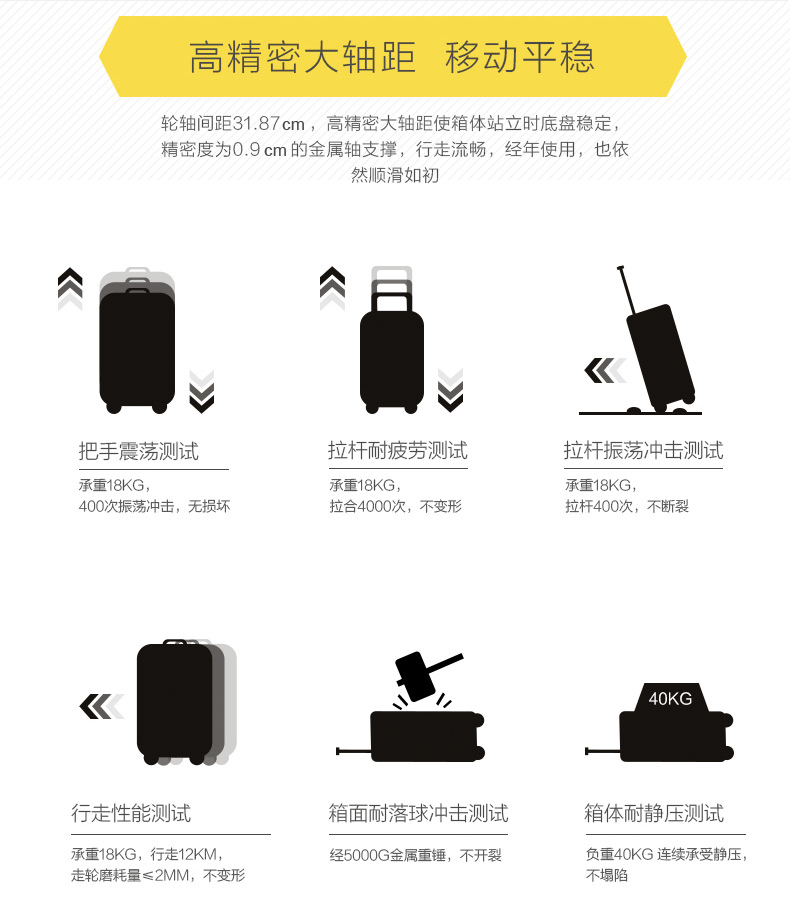 高精密大轴距 移动平稳
轮轴间距31.87cm，高精密大轴距使箱体站立时底盘稳定，
精密度为0.9cm的金属轴支撑，行走流畅，经年使用，也依
然顺滑如初
把手震荡测试
承重18KG，
400次振荡冲击，无损坏
拉杆耐疲劳测试
承重18KG，
拉合4000次，不变形
拉杆振荡冲击测试
承重18KG，
拉杆400次，不断裂
行走性能测试
承重18KG，行走12KM，
走轮磨耗量≤2MM，不变形
箱面耐落球冲击测试
经5000G金属重锤，不开裂
40KG
箱体耐静压测试
负重40KG 连续承受静压，
不塌陷